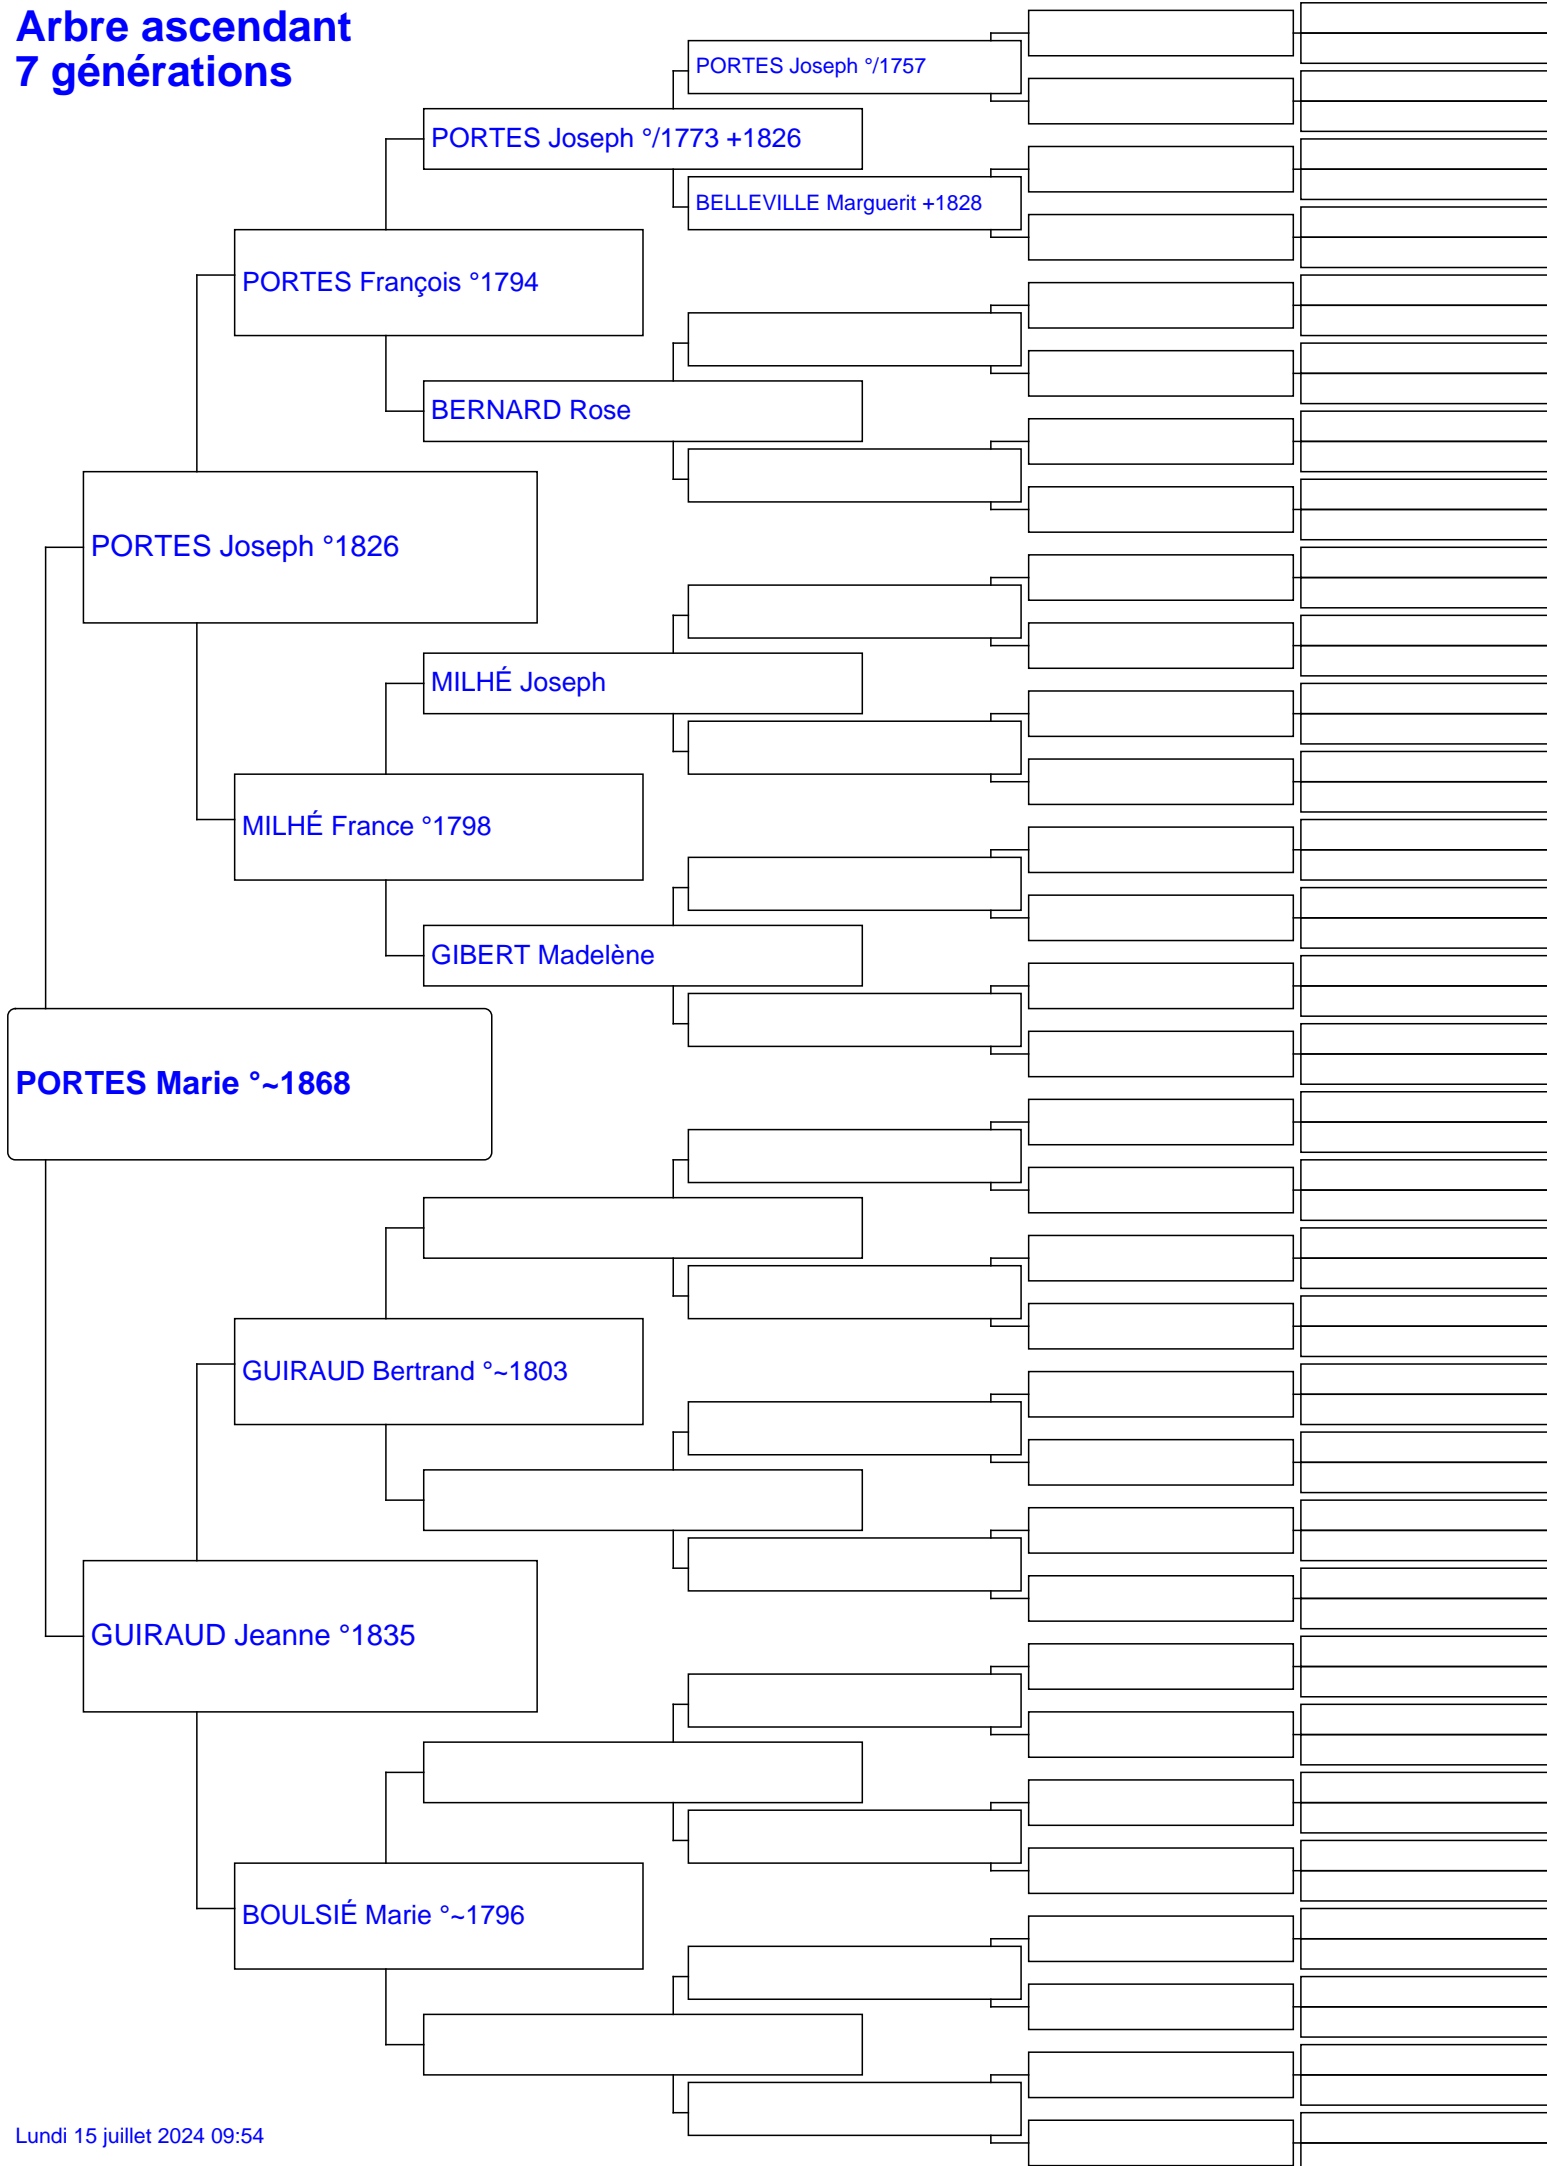 Arbre ascendant
7 générations
PORTES Joseph °/1757
PORTES Joseph °/1773 +1826
BELLEVILLE Marguerit +1828
PORTES François °1794
BERNARD Rose
PORTES Joseph °1826
MILHÉ Joseph
MILHÉ France °1798
GIBERT Madelène
PORTES Marie °~1868
GUIRAUD Bertrand °~1803
GUIRAUD Jeanne °1835
BOULSIÉ Marie °~1796
Lundi 15 juillet 2024 09:54